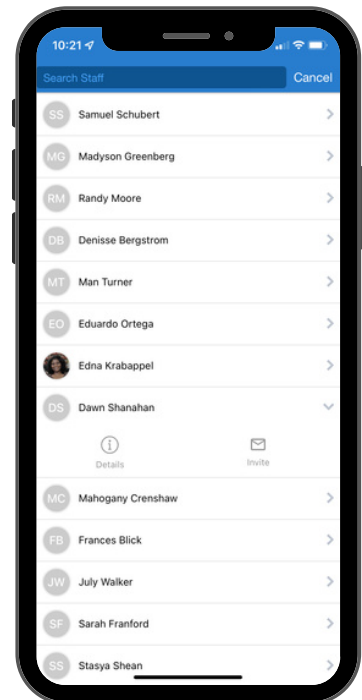 10:21
Search Staff Cancel
SS Samuel Schubert
MG Madyson Greenberg
RM Randy Moore
DB Denisse Bergstrom
MT Man Turner
EO Eduardo Ortega
Edna Krabappel
DS Dawn Shanahan
Details Invite
MC Mahogany Crenshaw
FB Frances Blick
JW July Walker
SF Sarah Franford
SS Stasya Shean